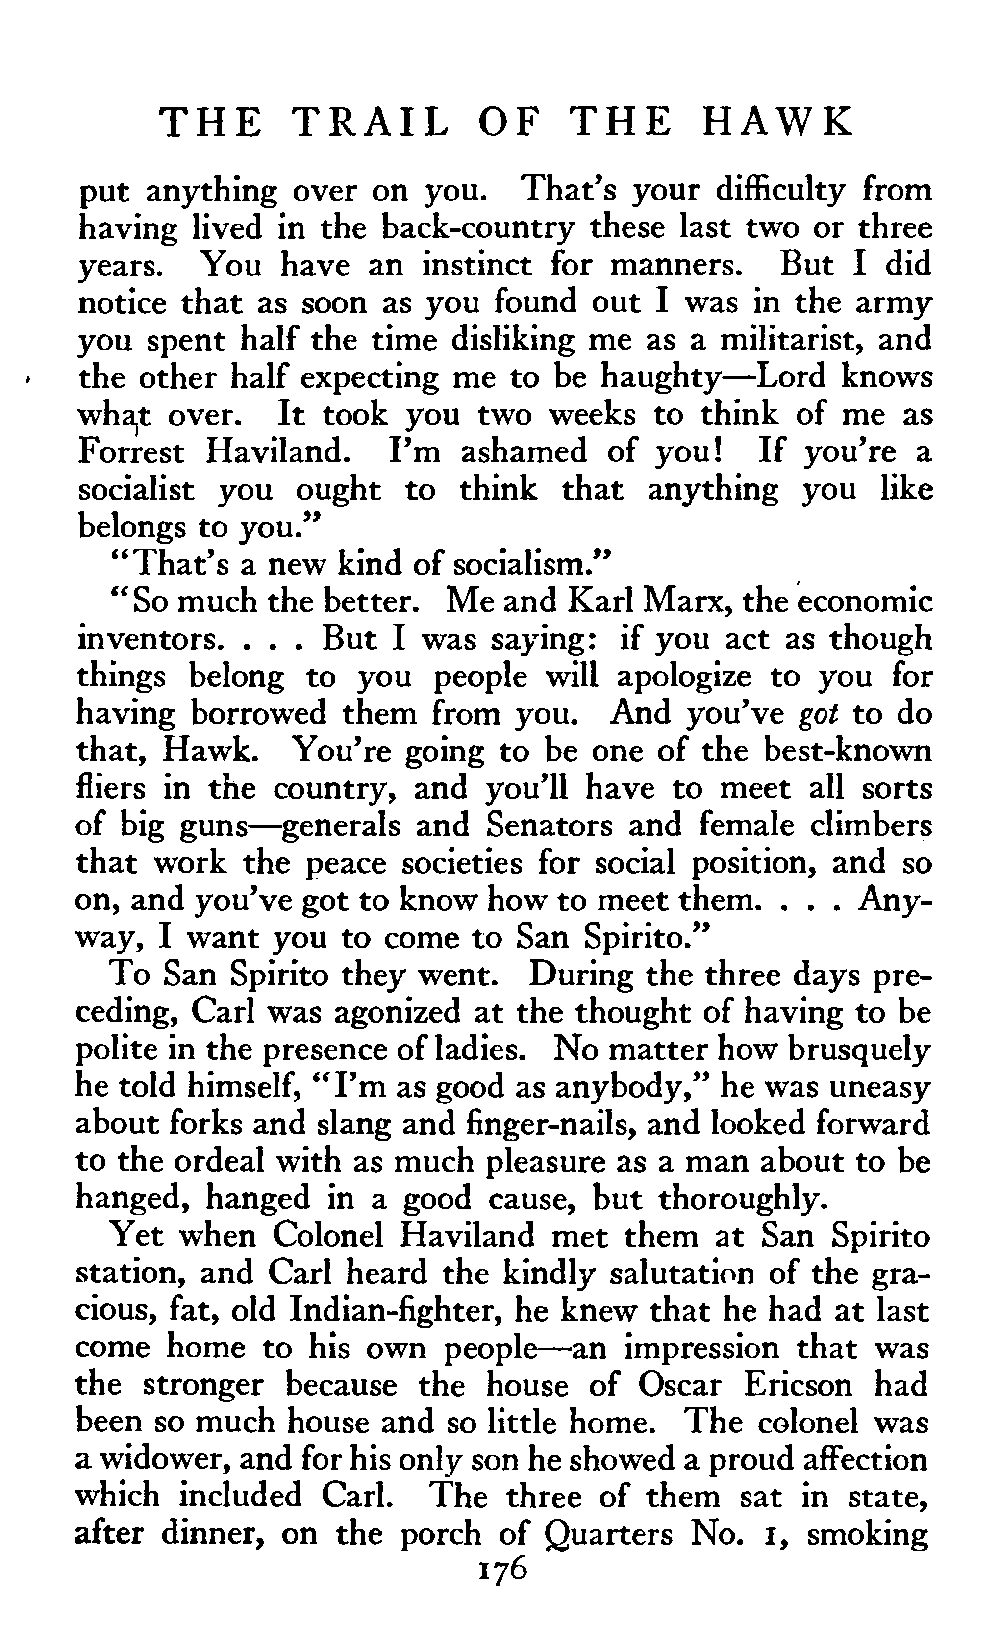 THE TRAIL OF THE HAWK
put anything over on you. That's your difficulty from
having lived in the back-country these last two or three
years. You have an instinct for manners. But I did
notice that as soon as you found out I was in the army
you spent half the time disliking me as a militarist, and
the other half expecting me to be haughty—Lord knows
what over. It took you two weeks to think of me as
Forrest Haviland. I'm ashamed of you! If you're a
socialist you ought to think that anything you like
belongs to you."
"That's a new kind of socialism."
"So much the better. Me and Karl Marx, the economic
inventors. . . . But I was saying: if you act as though
things belong to you people will apologize to you for
having borrowed them from you. And you've got to do
that, Hawk. You're going to be one of the best-known
fliers in the country, and you'll have to meet all sorts
of big guns—generals and Senators and female climbers
that work the peace societies for social position, and so
on, and you've got to know how to meet them. . . . Any-
way, I want you to come to San Spirito."
To San Spirito they went. During the three days pre-
ceding, Carl was agonized at the thought of having to be
polite in the presence of ladies. No matter how brusquely
he told himself, "I'm as good as anybody," he was uneasy
about forks and slang and finger-nails, and looked forward
to the ordeal with as much pleasure as a man about to be
hanged, hanged in a good cause, but thoroughly.
Yet when Colonel Haviland met them at San Spirito
station, and Carl heard the kindly salutation of the gra-
cious, fat, old Indian-fighter, he knew that he had at last
come home to his own people—an impression that was
the stronger because the house of Oscar Ericson had
been so much house and so little home. The colonel was
a widower, and for his only son he showed a proud affection
which included Carl. The three of them sat in state,
after dinner, on the porch of Quarters No. 1, smoking
176